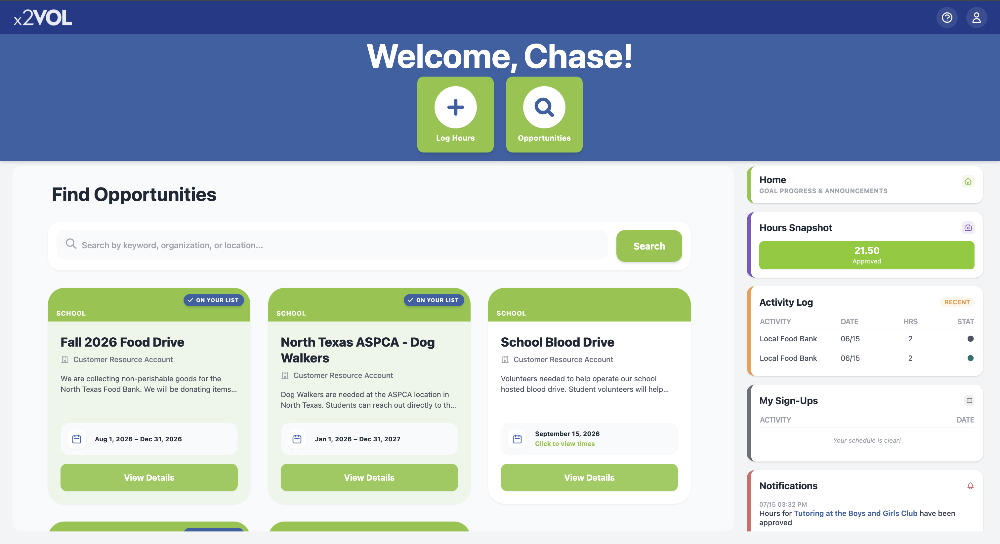 x2VOL
Welcome, Chase!
Log Hours
Opportunities
Find Opportunities
Search by keyword, organization, or location...
Search
✓ ON YOUR LIST
SCHOOL
Fall 2026 Food Drive
Customer Resource Account
We are collecting non-perishable goods for the
North Texas Food Bank. We will be donating items...
Aug 1, 2026 – Dec 31, 2026
View Details
✓ ON YOUR LIST
SCHOOL
North Texas ASPCA - Dog
Walkers
Customer Resource Account
Dog Walkers are needed at the ASPCA location in
North Texas. Students can reach out directly to th...
Jan 1, 2026 – Dec 31, 2027
View Details
SCHOOL
School Blood Drive
Customer Resource Account
Volunteers needed to help operate our school
hosted blood drive. Student volunteers will help...
September 15, 2026
Click to view times
View Details
Home
GOAL PROGRESS & ANNOUNCEMENTS
Hours Snapshot
21.50
Approved
Activity Log
RECENT
ACTIVITY DATE HRS STAT
Local Food Bank 06/15 2
Local Food Bank 06/15 2
My Sign-Ups
ACTIVITY DATE
Your schedule is clear!
Notifications
07/15 03:32 PM
Hours for Tutoring at the Boys and Girls Club have been
approved